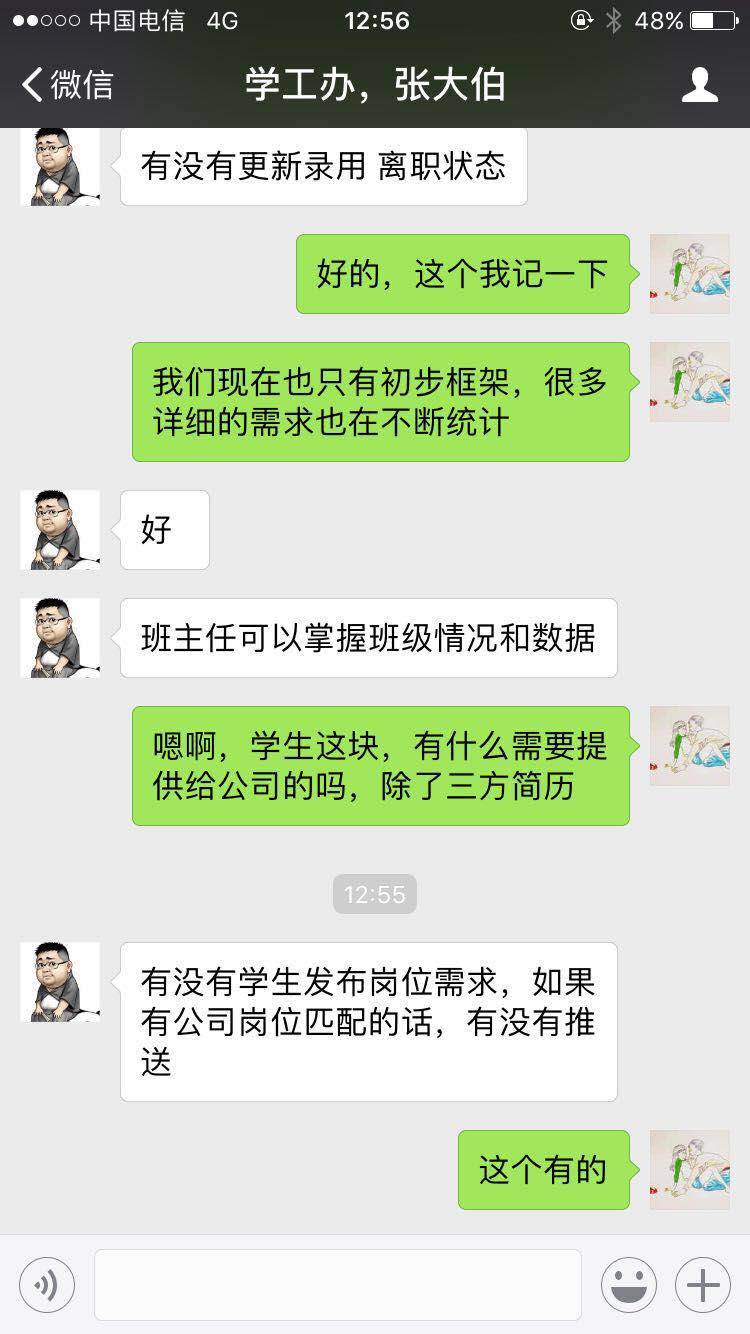 中国电信 4G 12:56 48%
微信 学工办，张大伯
有没有更新录用 离职状态
好的，这个我记一下
我们现在也只有初步框架，很多
详细的需求也在不断统计
好
班主任可以掌握班级情况和数据
嗯啊，学生这块，有什么需要提
供给公司的吗，除了三方简历
12:55
有没有学生发布岗位需求，如果
有公司岗位匹配的话，有没有推
送
这个有的